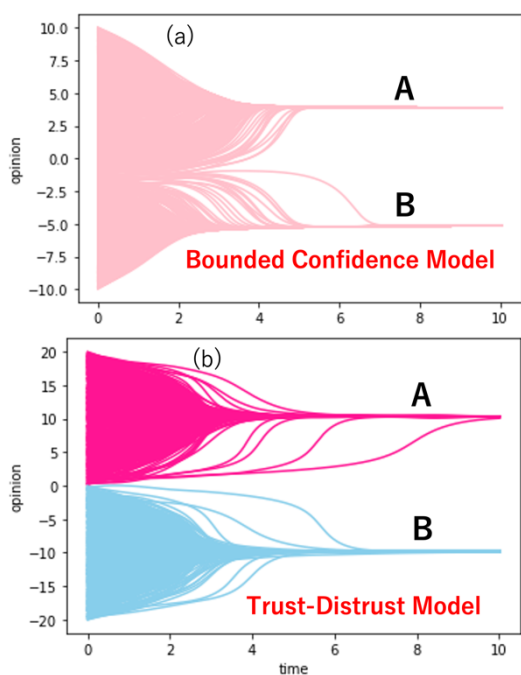 (a)
10.0
7.5
5.0
2.5
0.0
−2.5
−5.0
−7.5
−10.0
opinion
A
B
Bounded Confidence Model
0 2 4 6 8 10
(b)
20
15
10
5
0
−5
−10
−15
−20
opinion
A
B
Trust-Distrust Model
0 2 4 6 8 10
time